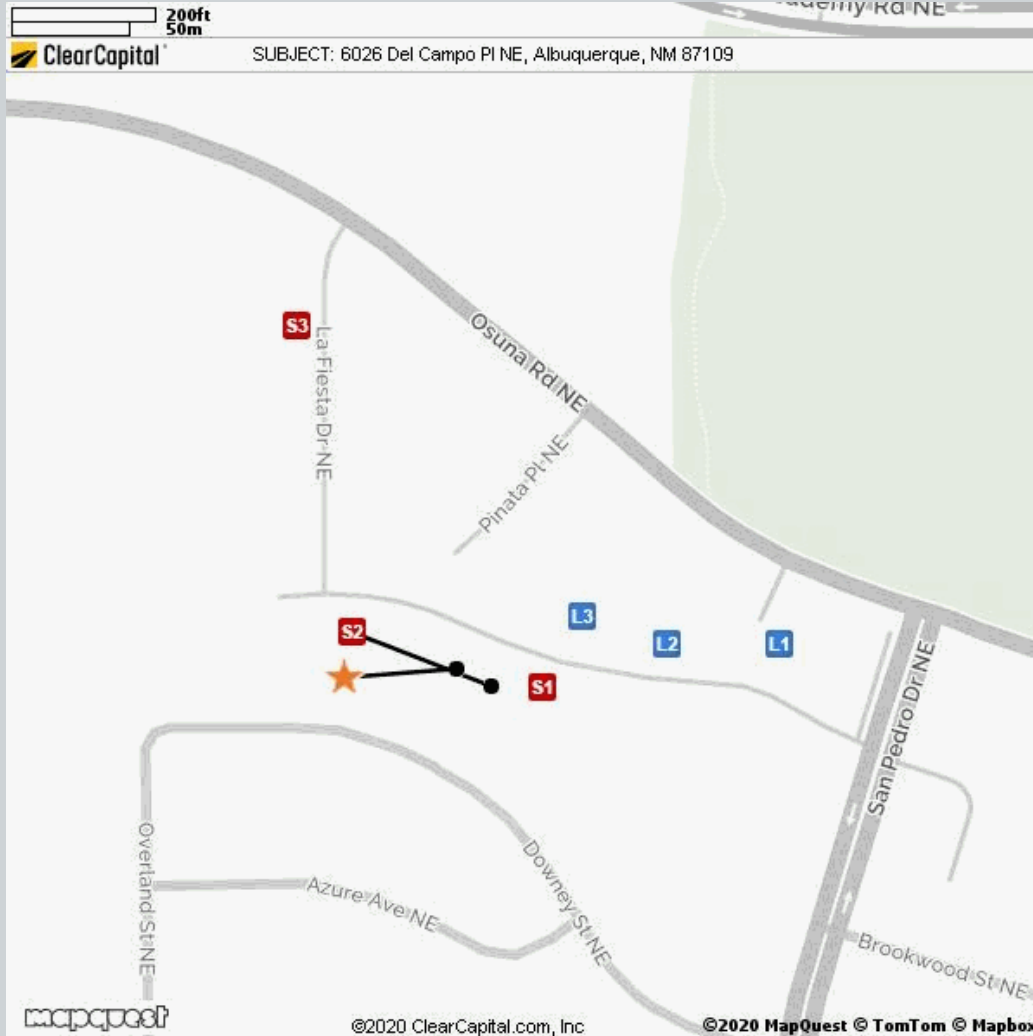 200ft
50m
Rd NE
ClearCapital
SUBJECT: 6026 Del Campo Pl NE, Albuquerque, NM 87109
S3
La Fiesta Dr NE
Osuna Rd NE
Pinata Pl NE
S2
L3
L2
L1
S1
San Pedro Dr NE
Overland St NE
Downey St NE
Azure Ave NE
Brookwood St NE
mapquest
©2020 ClearCapital.com, Inc
©2020 MapQuest © TomTom © Mapbox